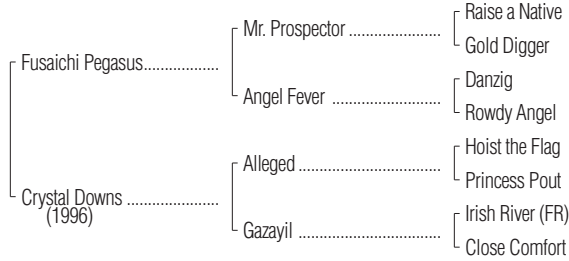 Raise a Native
Mr. Prospector ......................
Gold Digger
Fusaichi Pegasus..................
Danzig
Angel Fever ..........................
Rowdy Angel
Hoist the Flag
Alleged ..................................
Princess Pout
Crystal Downs ......................
(1996)
Irish River (FR)
Gazayil ..................................
Close Comfort